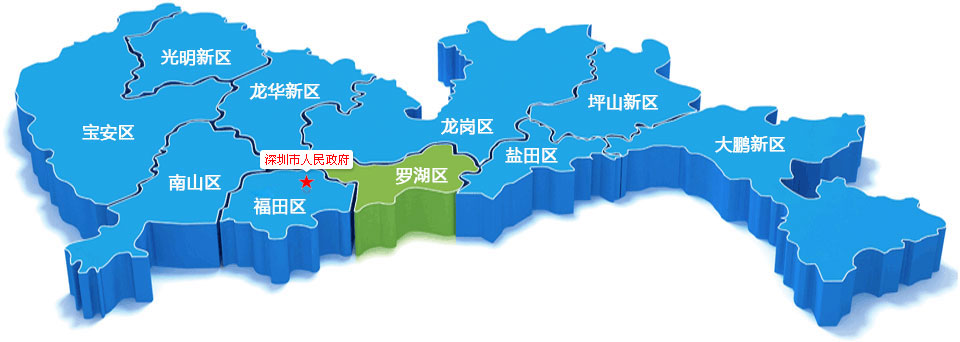 光明新区
龙华新区
坪山新区
宝安区
龙岗区
大鹏新区
盐田区
深圳市人民政府
罗湖区
南山区
福田区